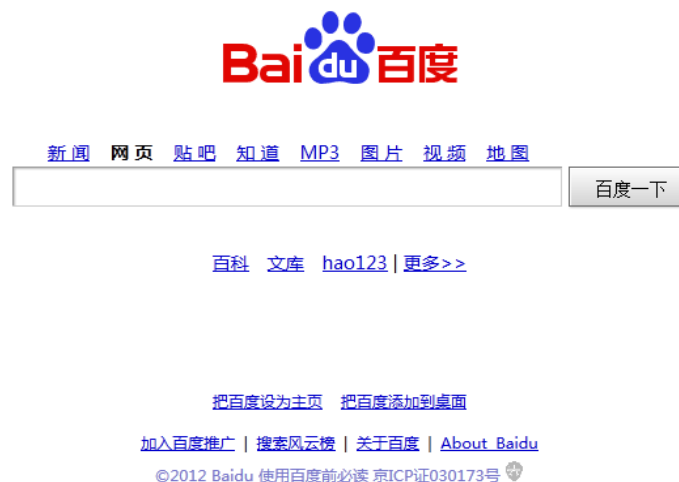 Bai du 百度
新闻 网页 贴吧 知道 MP3 图片 视频 地图
百度一下
百科 文库 hao123 | 更多>>
把百度设为主页 把百度添加到桌面
加入百度推广 | 搜索风云榜 | 关于百度 | About Baidu
©2012 Baidu 使用百度前必读 京ICP证030173号